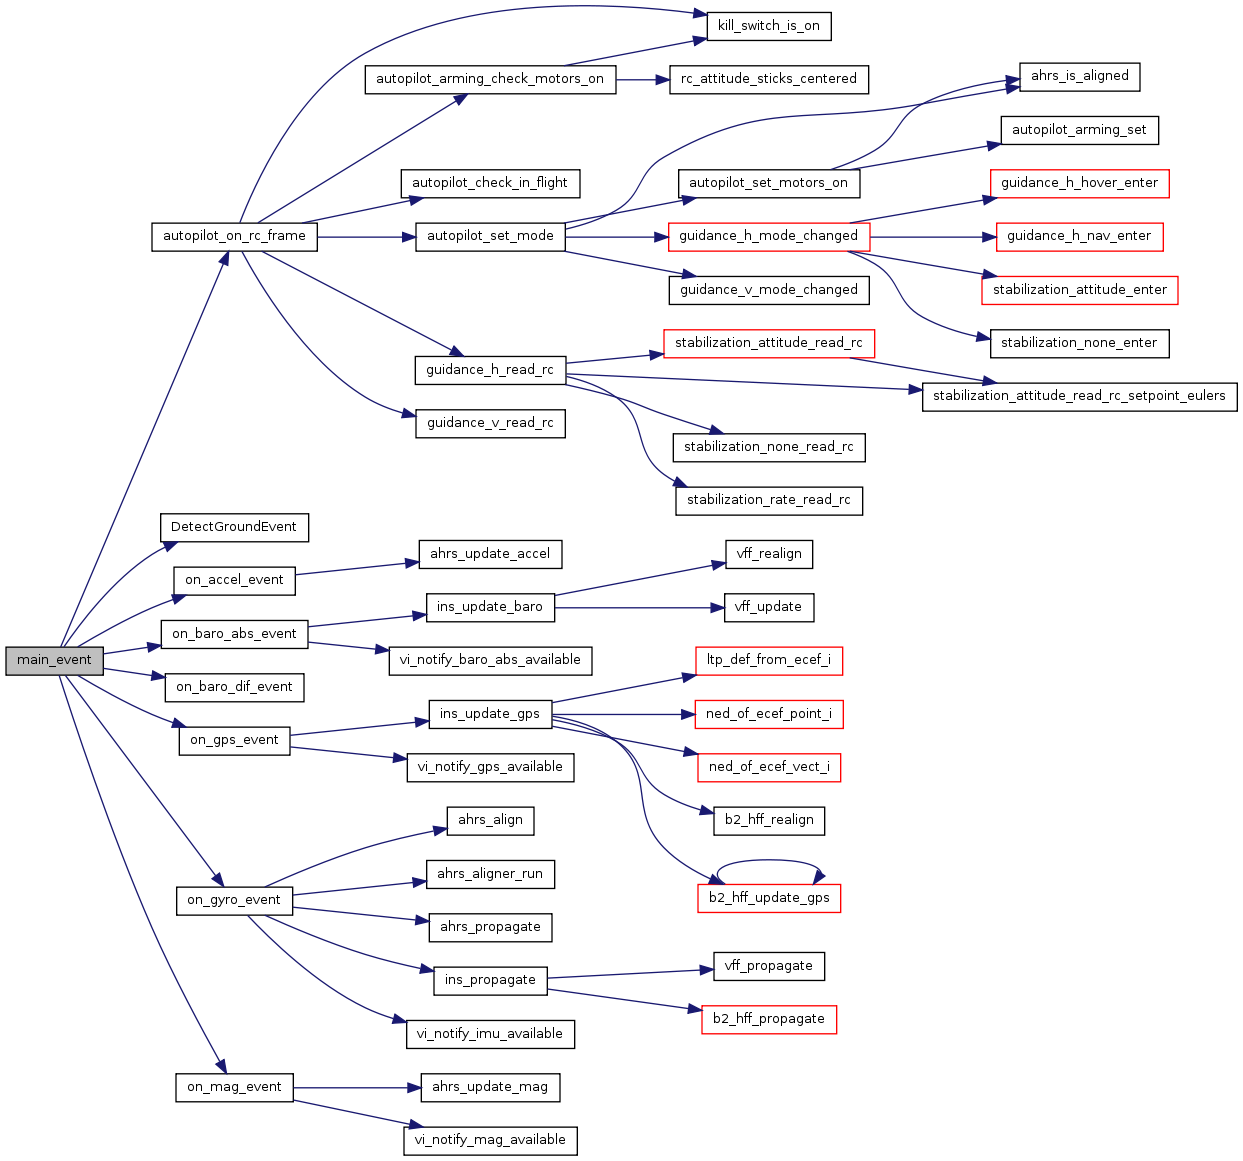 kill_switch_is_on
autopilot_arming_check_motors_on
rc_attitude_sticks_centered
ahrs_is_aligned
autopilot_arming_set
autopilot_check_in_flight
autopilot_set_motors_on
guidance_h_hover_enter
autopilot_on_rc_frame
autopilot_set_mode
guidance_h_mode_changed
guidance_h_nav_enter
guidance_v_mode_changed
stabilization_attitude_enter
stabilization_attitude_read_rc
stabilization_none_enter
guidance_h_read_rc
stabilization_attitude_read_rc_setpoint_eulers
guidance_v_read_rc
stabilization_none_read_rc
stabilization_rate_read_rc
DetectGroundEvent
ahrs_update_accel
vff_realign
on_accel_event
ins_update_baro
vff_update
on_baro_abs_event
main_event
vi_notify_baro_abs_available
ltp_def_from_ecef_i
on_baro_dif_event
ins_update_gps
ned_of_ecef_point_i
on_gps_event
vi_notify_gps_available
ned_of_ecef_vect_i
ahrs_align
b2_hff_realign
ahrs_aligner_run
on_gyro_event
b2_hff_update_gps
ahrs_propagate
vff_propagate
ins_propagate
b2_hff_propagate
vi_notify_imu_available
on_mag_event
ahrs_update_mag
vi_notify_mag_available